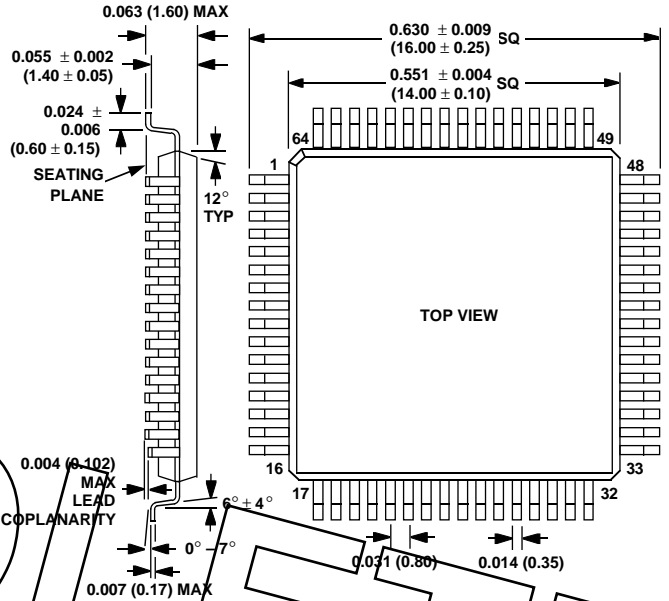 0.063 (1.60) MAX
0.055 ± 0.002
(1.40 ± 0.05)
0.024 ±
0.006
(0.60 ± 0.15)
SEATING
PLANE
12°
TYP
0.004 (0.102)
MAX
LEAD
COPLANARITY
6° ± 4°
0° – 7°
0.007 (0.17) MAX
0.630 ± 0.009
(16.00 ± 0.25) SQ
0.551 ± 0.004
(14.00 ± 0.10) SQ
64
49
1
48
TOP VIEW
16
33
17
32
0.031 (0.80)
0.014 (0.35)